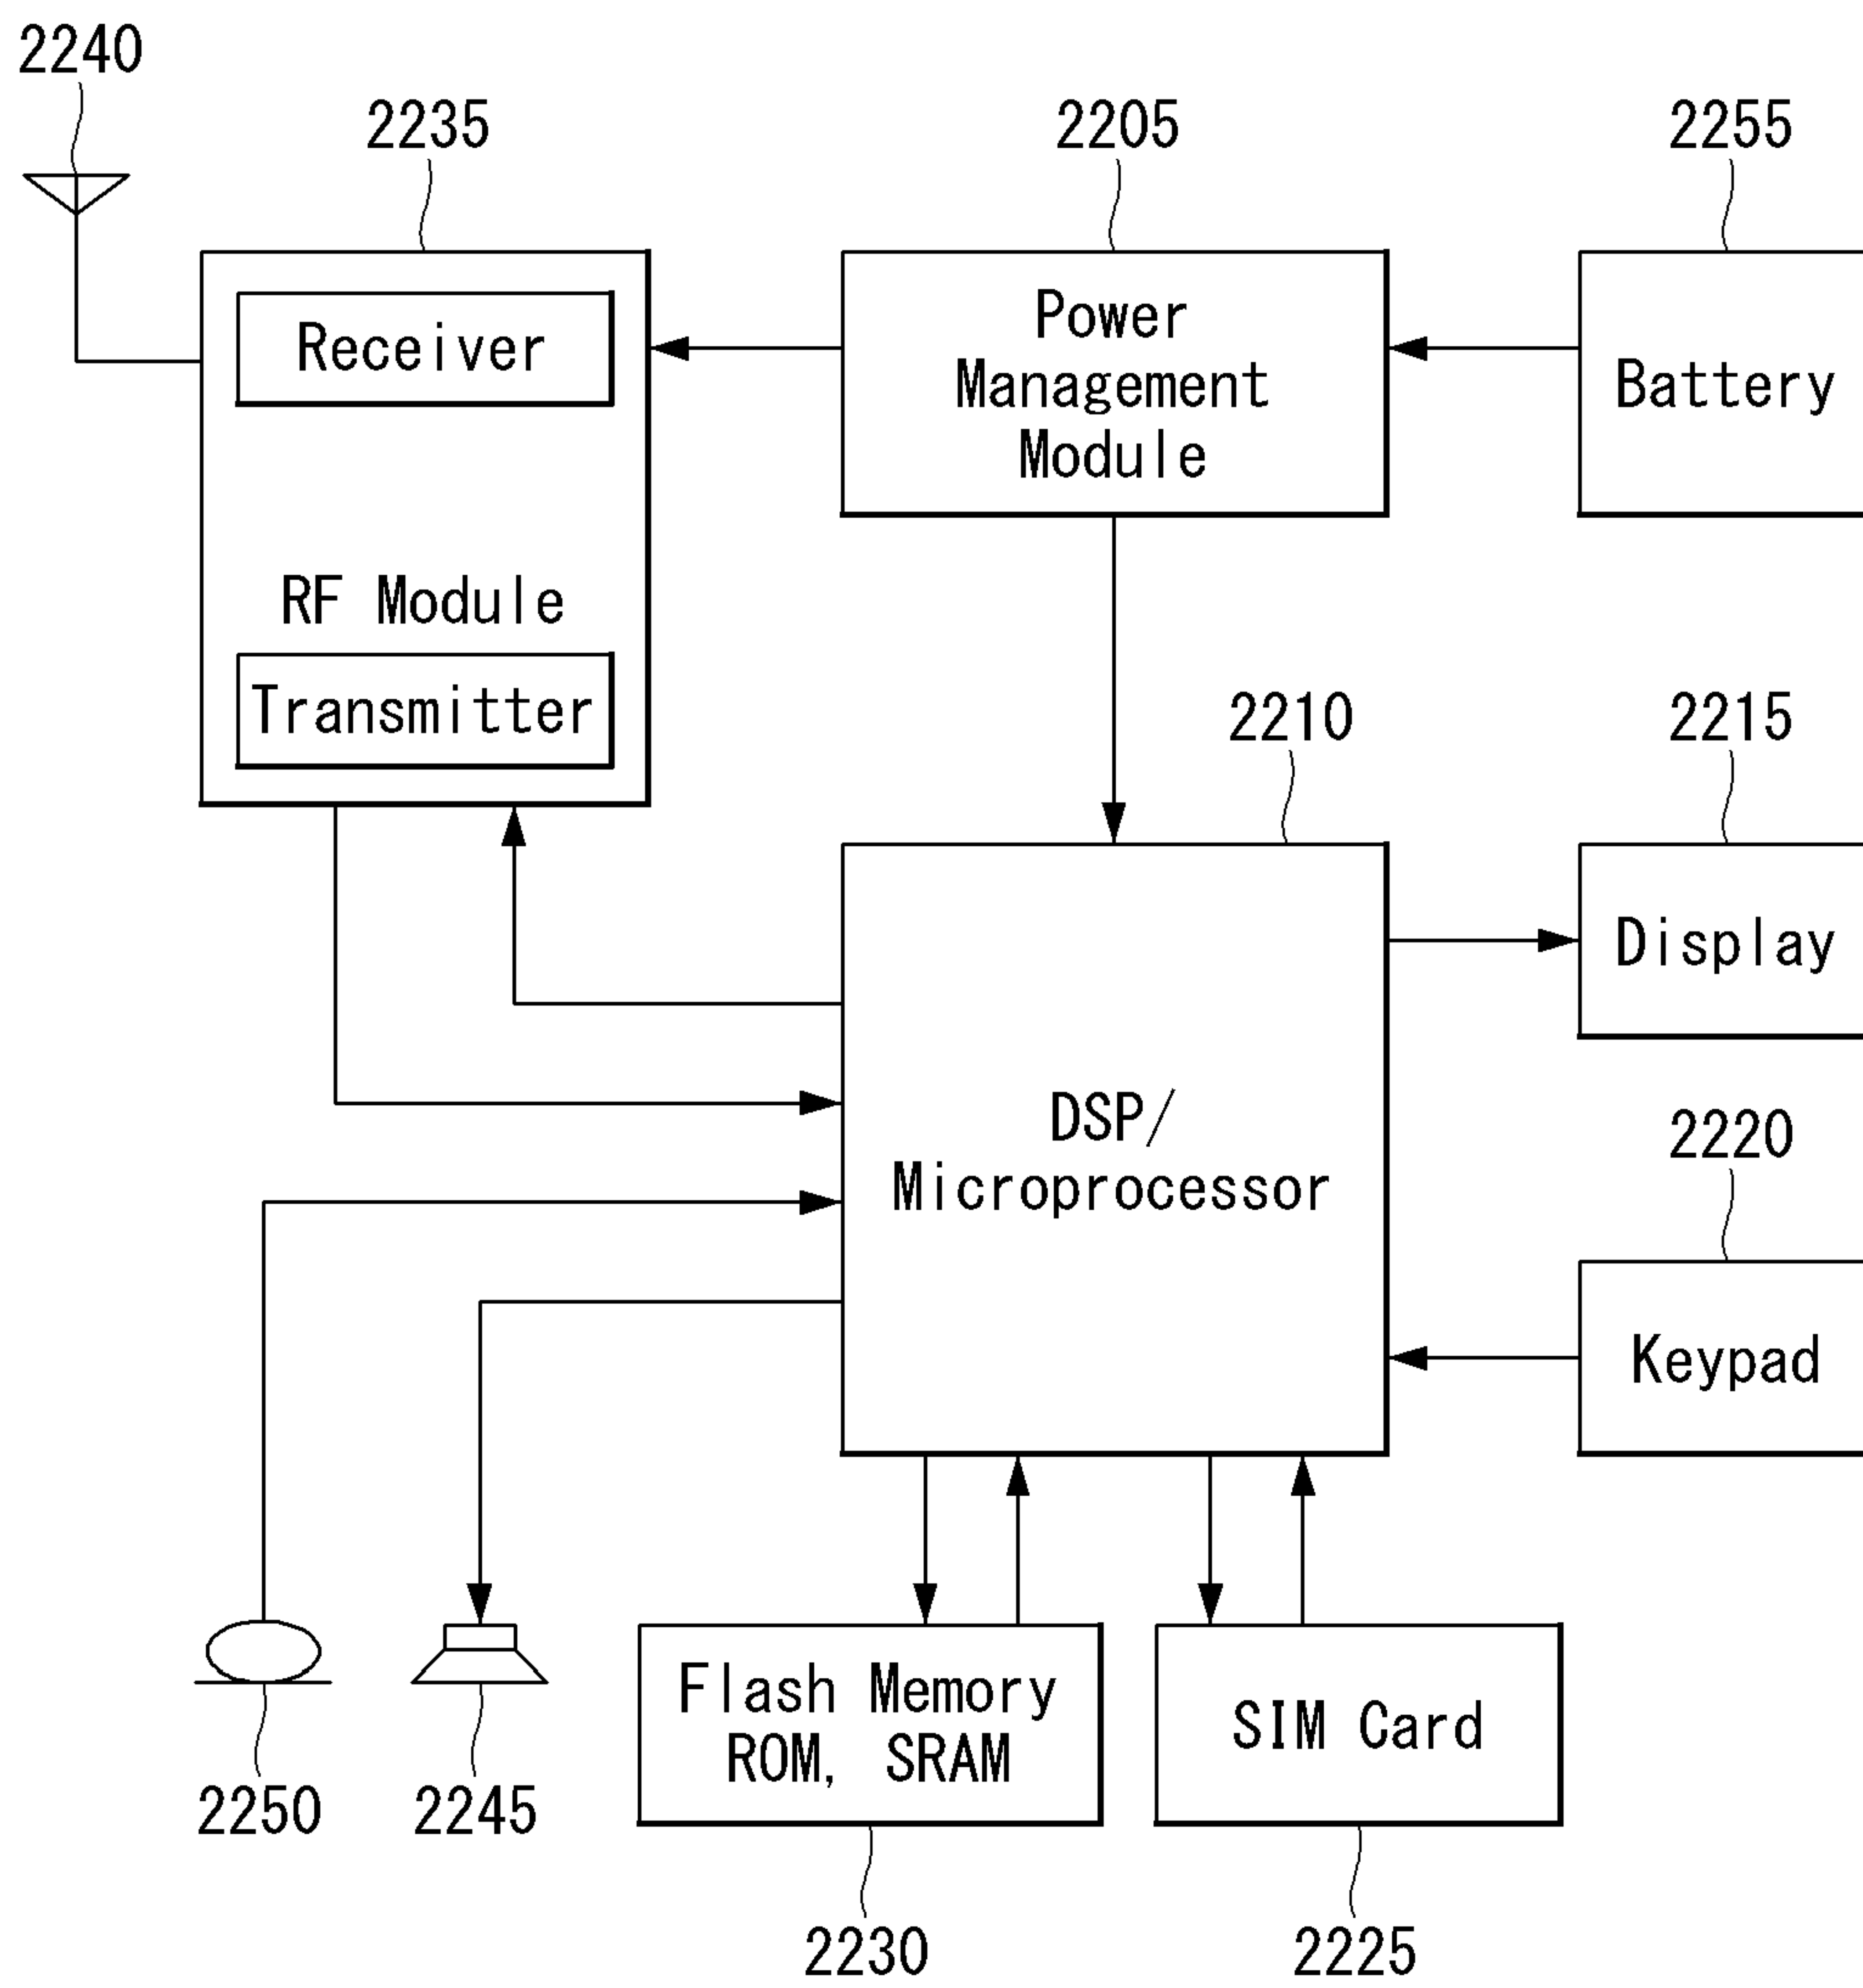 2240
2235
2205
2255
Receiver
RF Module
Transmitter
Power
Management
Module
Battery
2210
2215
DSP/
Microprocessor
Display
2220
Keypad
Flash Memory
ROM, SRAM
SIM Card
2250
2245
2230
2225